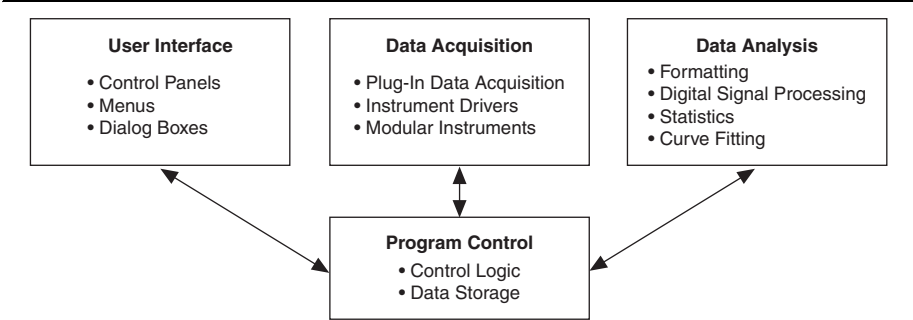 User Interface
• Control Panels
• Menus
• Dialog Boxes
Data Acquisition
• Plug-In Data Acquisition
• Instrument Drivers
• Modular Instruments
Data Analysis
• Formatting
• Digital Signal Processing
• Statistics
• Curve Fitting
Program Control
• Control Logic
• Data Storage